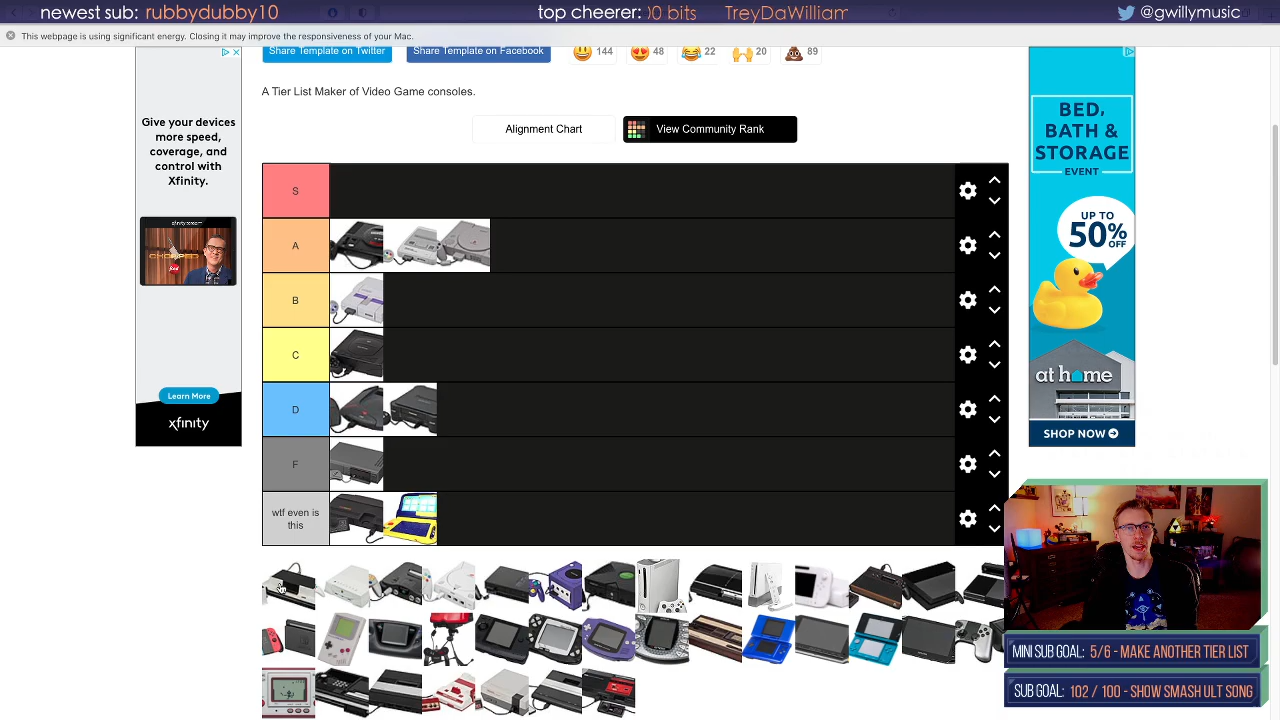 newest sub: rubbydubby10
top cheerer: 00 bits TreyDaWilliam
@gwillymusic
This webpage is using significant energy. Closing it may improve the responsiveness of your Mac.
Share Template on Twitter
Share Template on Facebook
144
48
22
20
89
A Tier List Maker of Video Game consoles.
Alignment Chart
View Community Rank
S
A
B
C
D
F
wtf even is
this
Give your devices
more speed,
coverage, and
control with
Xfinity.
Learn More
xfinity
BED,
BATH &
STORAGE
EVENT
UP TO
50%
OFF
at home
SHOP NOW
MINI SUB GOAL: 5/6 - MAKE ANOTHER TIER LIST
SUB GOAL: 102 / 100 - SHOW SMASH ULT SONG